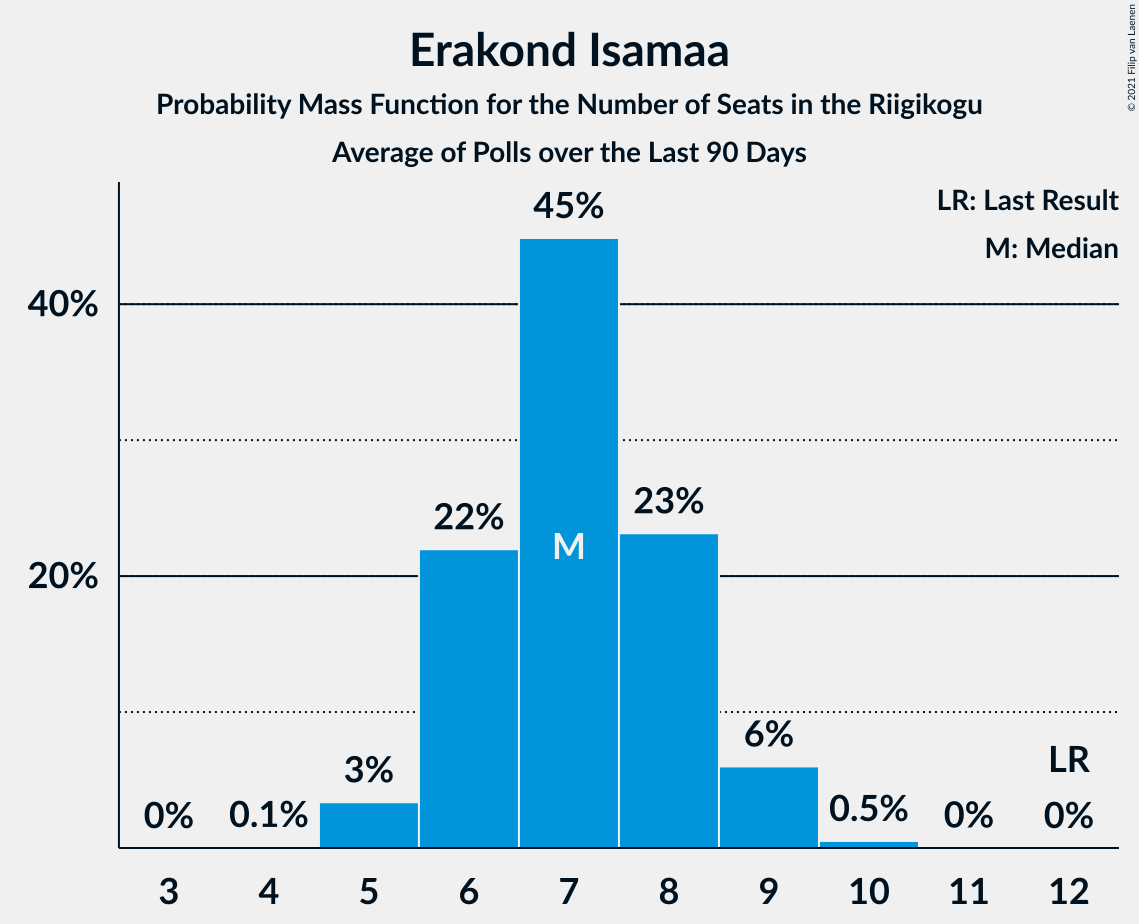 Erakond Isamaa
Probability Mass Function for the Number of Seats in the Riigikogu
Average of Polls over the Last 90 Days
© 2021 Filip van Laenen
LR: Last Result
M: Median
45%
40%
23%
22%
M
20%
6%
3%
LR
0%
0.1%
0.5%
0%
0%
3 4 5 6 7 8 9 10 11 12